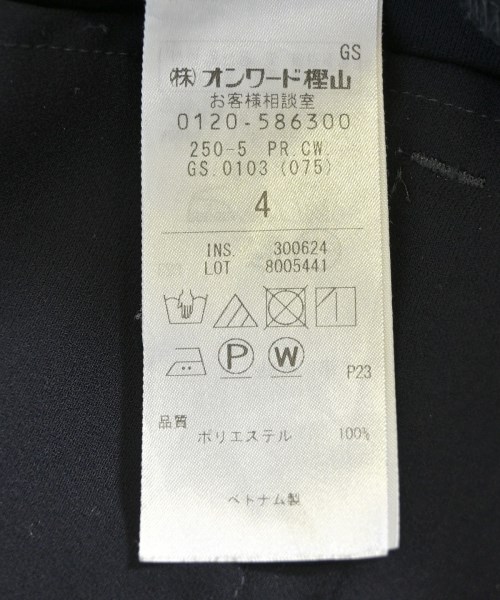 GS
(株)オンワード樫山
お客様相談室
0120-586300
250-5 PR.CW.
GS.0103(075)
4
INS. 300624
LOT 8005441
P W
P23
品質
ポリエステル 100%
ベトナム製